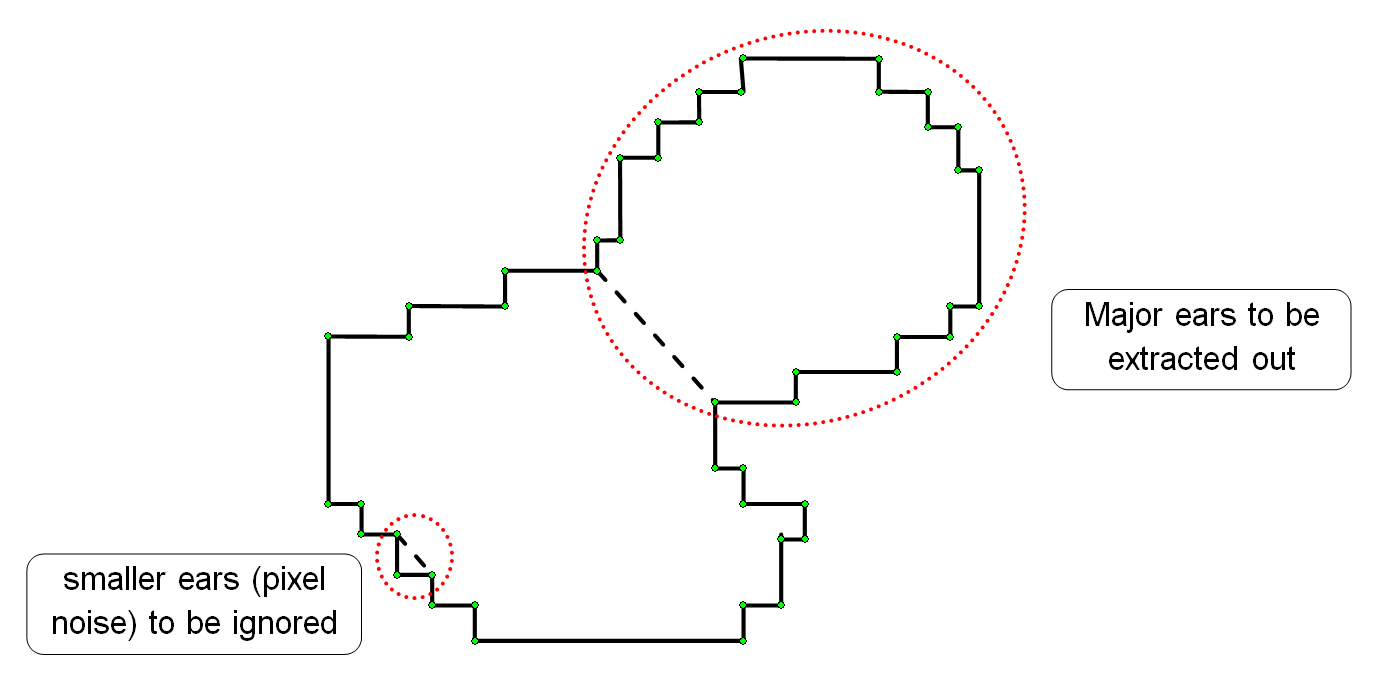 Major ears to be
extracted out
smaller ears (pixel
noise) to be ignored